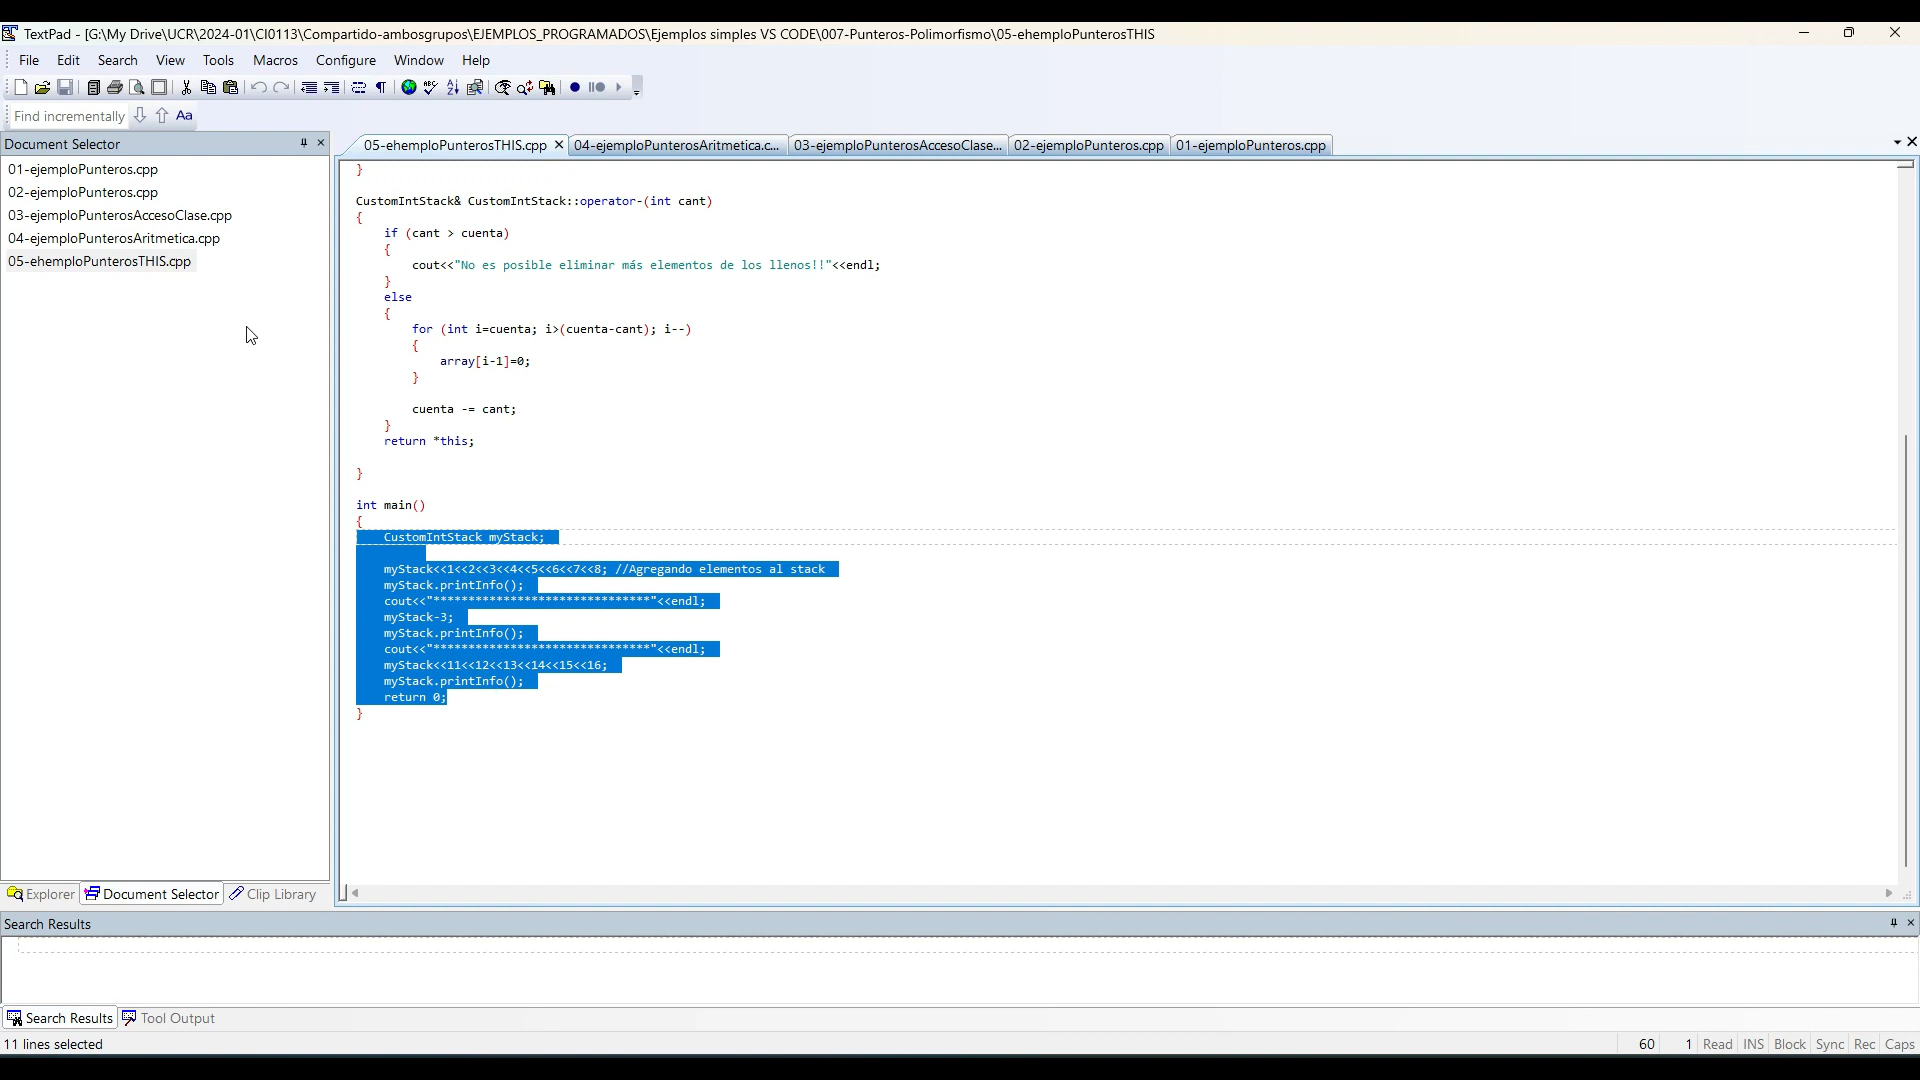 TextPad - [G:\My Drive\UCR\2024-01\CI0113\Compartido-ambosgrupos\EJEMPLOS_PROGRAMADOS\Ejemplos simples VS CODE\007-Punteros-Polimorfismo\05-ehemploPunterosTHIS
File Edit Search View Tools Macros Configure Window Help
Find incrementally Aa
Document Selector
01-ejemploPunteros.cpp
02-ejemploPunteros.cpp
03-ejemploPunterosAccesoClase.cpp
04-ejemploPunterosAritmetica.cpp
05-ehemploPunterosTHIS.cpp
Explorer Document Selector Clip Library
05-ehemploPunterosTHIS.cpp 04-ejemploPunterosAritmetica.c... 03-ejemploPunterosAccesoClase... 02-ejemploPunteros.cpp 01-ejemploPunteros.cpp
}
CustomIntStack& CustomIntStack::operator-(int cant)
{
if (cant > cuenta)
{
cout<<"No es posible eliminar más elementos de los llenos!!"<<endl;
}
else
{
for (int i=cuenta; i>(cuenta-cant); i--)
{
array[i-1]=0;
}
cuenta -= cant;
}
return *this;
}
int main()
{
CustomIntStack myStack;
myStack<<1<<2<<3<<4<<5<<6<<7<<8; //Agregando elementos al stack
myStack.printInfo();
cout<<"*******************************"<<endl;
myStack-3;
myStack.printInfo();
cout<<"*******************************"<<endl;
myStack<<11<<12<<13<<14<<15<<16;
myStack.printInfo();
return 0;
}
Search Results
Search Results Tool Output
11 lines selected 60 1 Read INS Block Sync Rec Caps